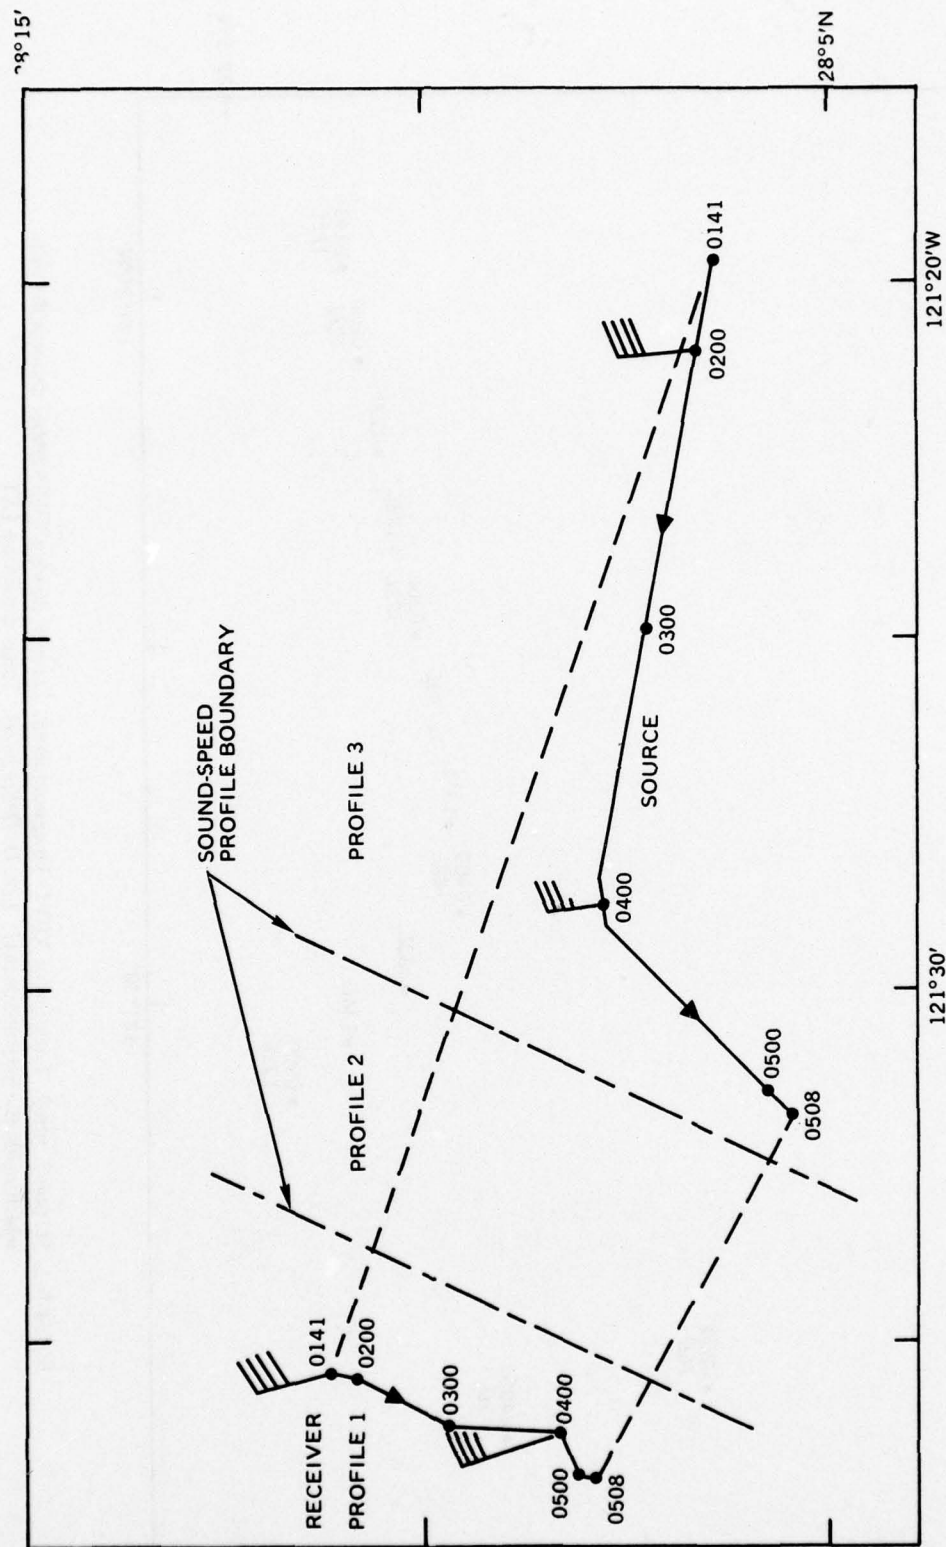 28°15'
28°5'N
121°20'W
121°30'
SOUND-SPEED
PROFILE BOUNDARY
PROFILE 3
PROFILE 2
RECEIVER
PROFILE 1
0141
0200
0300
0400
0500
0508
SOURCE
0141
0200
0300
0400
0500
0508